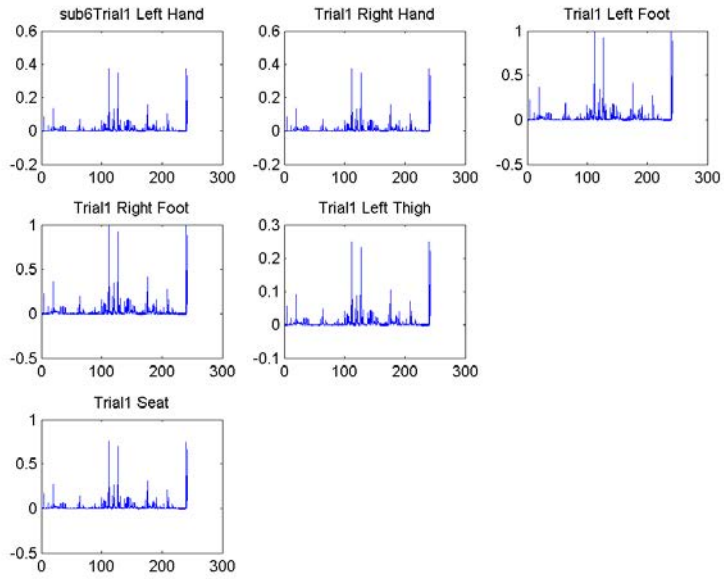 sub6Trial1 Left Hand
0.6
0.4
0.2
0
-0.2
0 100 200 300
Trial1 Right Hand
0.6
0.4
0.2
0
0.2
0 100 200 300
Trial1 Left Foot
1
0.5
0
-0.5
0 100 200 300
Trial1 Right Foot
1
0.5
0
-0.5
0 100 200 300
Trial1 Left Thigh
0.3
0.2
0.1
0
-0.1
0 100 200 300
Trial1 Seat
1
0.5
0
-0.5
0 100 200 300